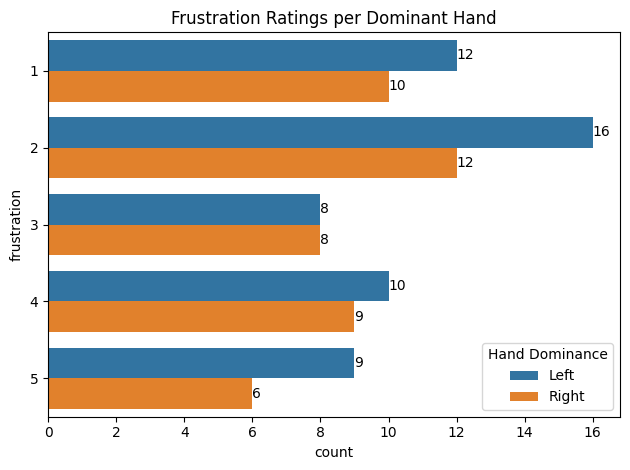 Frustration Ratings per Dominant Hand
frustration
1
12
10
2
16
12
3
8
8
4
10
9
5
9
6
Hand Dominance
Left
Right
0 2 4 6 8 10 12 14 16
count